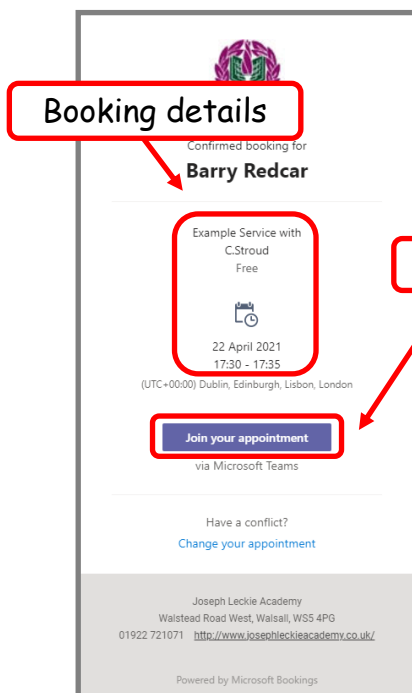 Booking details
Confirmed booking for
Barry Redcar
Example Service with
C.Stroud
Free
22 April 2021
17:30 - 17:35
(UTC+00:00) Dublin, Edinburgh, Lisbon, London
Join your appointment
via Microsoft Teams
Have a conflict?
Change your appointment
Joseph Leckie Academy
Walstead Road West, Walsall, WS5 4PG
01922 721071 http://www.josephleckieacademy.co.uk/
Powered by Microsoft Bookings